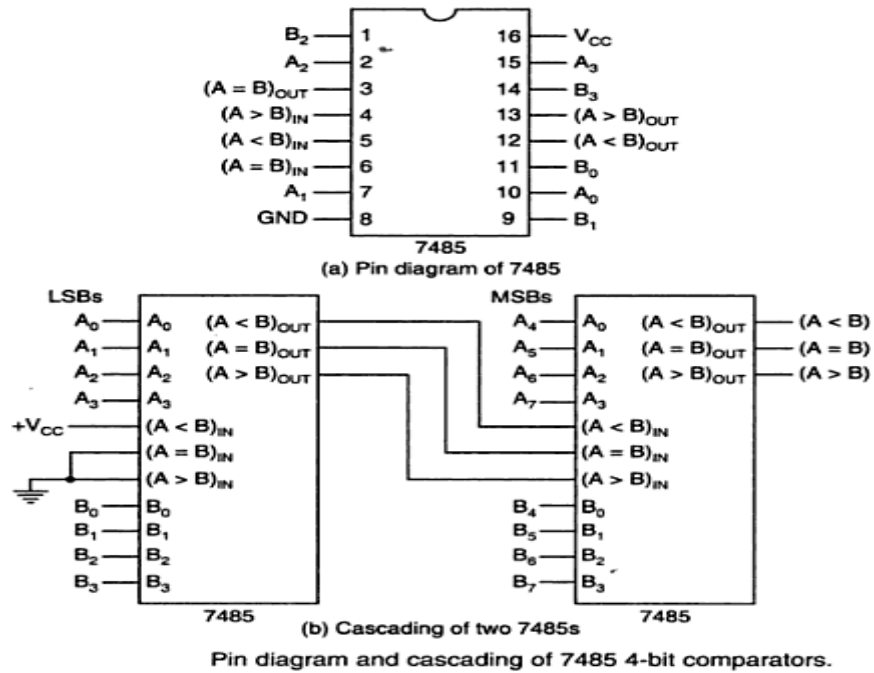 B2 1 16 VCC
A2 2 15 A3
(A = B)OUT 3 14 B3
(A > B)IN 4 13 (A > B)OUT
(A < B)IN 5 12 (A < B)OUT
(A = B)IN 6 11 B0
A1 7 10 A0
GND 8 9 B1
7485
(a) Pin diagram of 7485
LSBs MSBs
A0 A0 (A < B)OUT A4 A0 (A < B)OUT (A < B)
A1 A1 (A = B)OUT A5 A1 (A = B)OUT (A = B)
A2 A2 (A > B)OUT A6 A2 (A > B)OUT (A > B)
A3 A3 A7 A3
+VCC (A < B)IN (A < B)IN
(A = B)IN (A = B)IN
(A > B)IN (A > B)IN
B0 B0 B4 B0
B1 B1 B5 B1
B2 B2 B6 B2
B3 B3 B7 B3
7485 7485
(b) Cascading of two 7485s
Pin diagram and cascading of 7485 4-bit comparators.